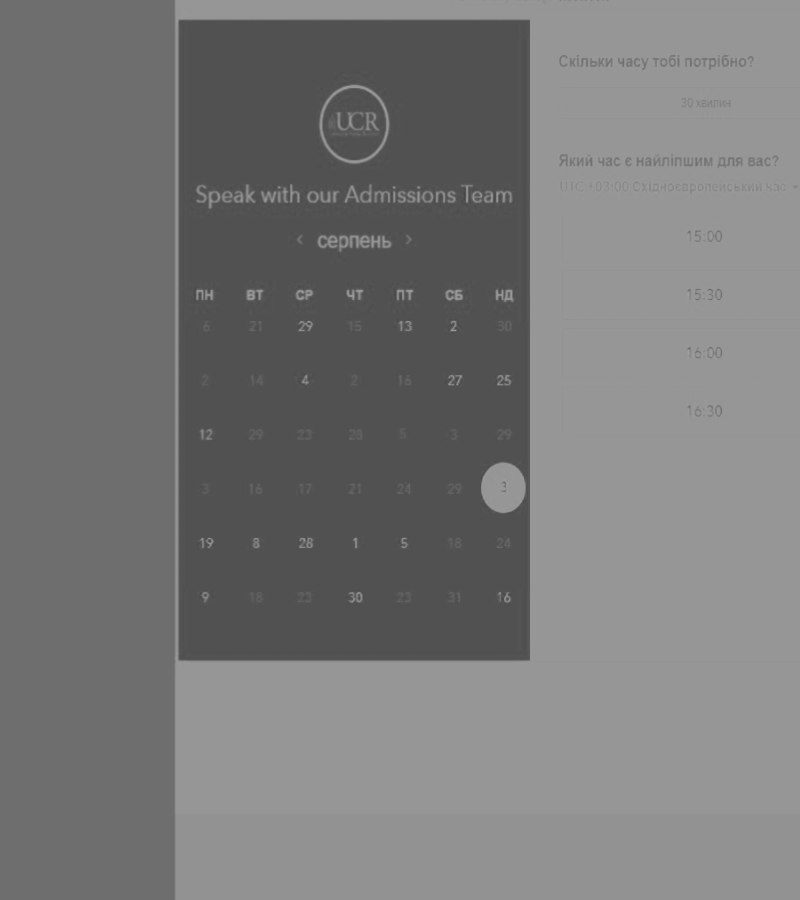 UCR
Speak with our Admissions Team
‹ серпень ›
ПН ВТ СР ЧТ ПТ СБ НД
6 21 29 15 13 2 30
2 14 4 2 16 27 25
12 29 23 28 5 3 29
3 16 17 21 24 29
19 8 28 1 5 18 24
9 18 23 30 23 31 16
Скільки часу тобі потрібно?
30 хвилин
Який час є найліпшим для вас?
UTC +03:00 Східноєвропейський час
15:00
15:30
16:00
16:30